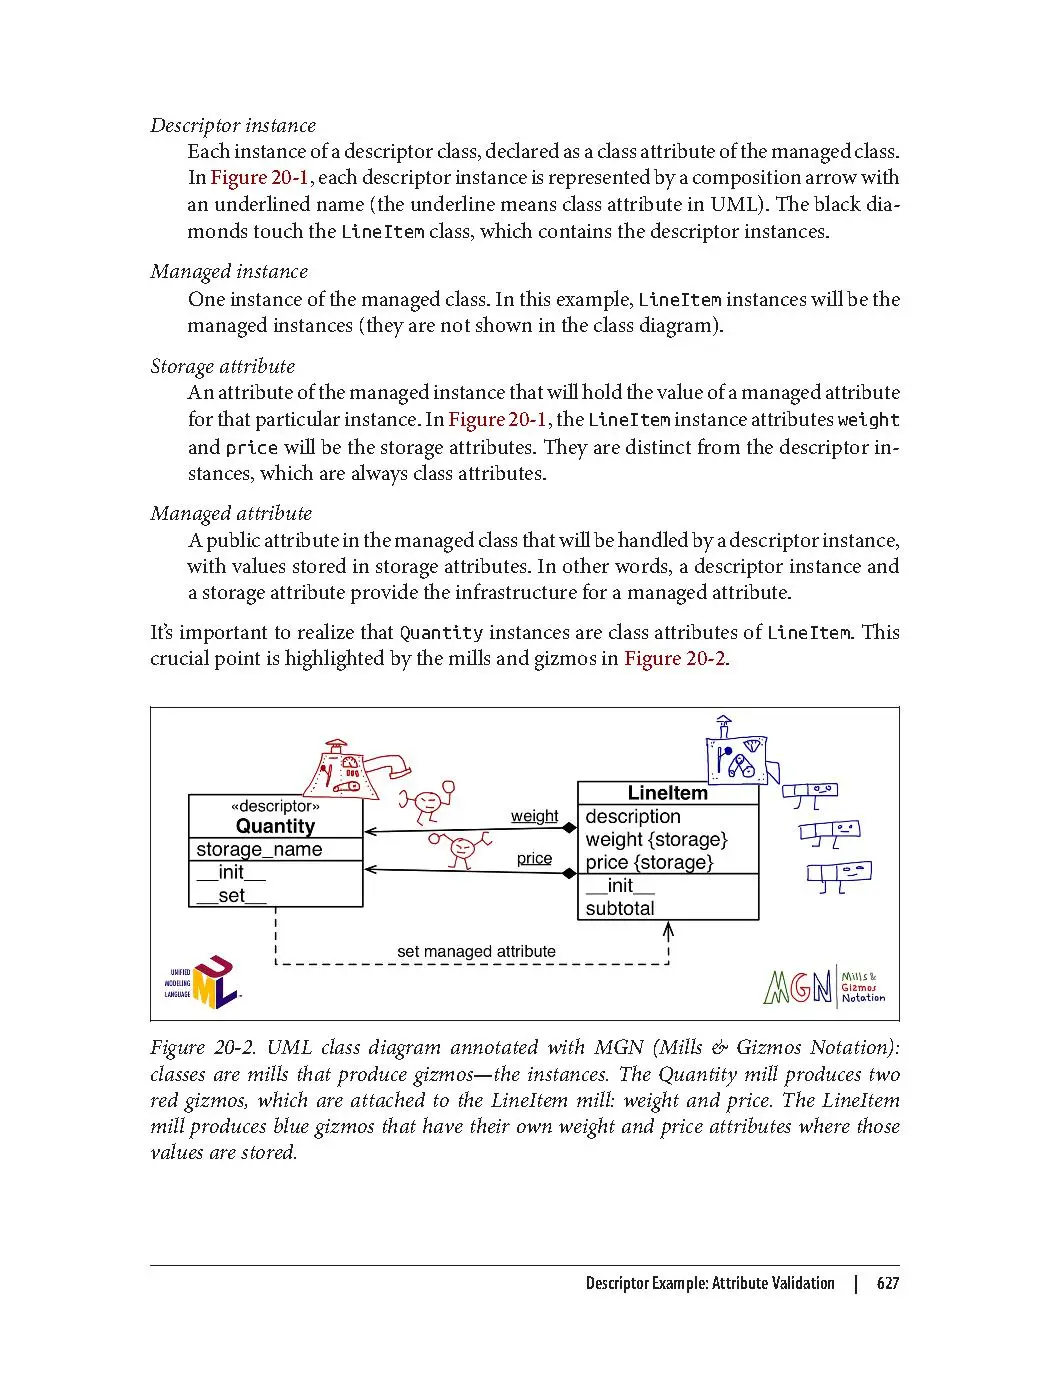 Descriptor instance
Each instance of a descriptor class, declared as a class attribute of the managed class.
In Figure 20-1, each descriptor instance is represented by a composition arrow with
an underlined name (the underline means class attribute in UML). The black dia-
monds touch the LineItem class, which contains the descriptor instances.
Managed instance
One instance of the managed class. In this example, LineItem instances will be the
managed instances (they are not shown in the class diagram).
Storage attribute
An attribute of the managed instance that will hold the value of a managed attribute
for that particular instance. In Figure 20-1, the LineItem instance attributes weight
and price will be the storage attributes. They are distinct from the descriptor in-
stances, which are always class attributes.
Managed attribute
A public attribute in the managed class that will be handled by a descriptor instance,
with values stored in storage attributes. In other words, a descriptor instance and
a storage attribute provide the infrastructure for a managed attribute.
It's important to realize that Quantity instances are class attributes of LineItem. This
crucial point is highlighted by the mills and gizmos in Figure 20-2.
«descriptor»
Quantity
storage_name
__init__
__set__
weight
price
LineItem
description
weight {storage}
price {storage}
__init__
subtotal
set managed attribute
UNIFIED
MODELING
LANGUAGE
UML
™
MGN
Mills &
Gizmos
Notation
Figure 20-2. UML class diagram annotated with MGN (Mills & Gizmos Notation):
classes are mills that produce gizmos—the instances. The Quantity mill produces two
red gizmos, which are attached to the LineItem mill: weight and price. The LineItem
mill produces blue gizmos that have their own weight and price attributes where those
values are stored.
Descriptor Example: Attribute Validation | 627